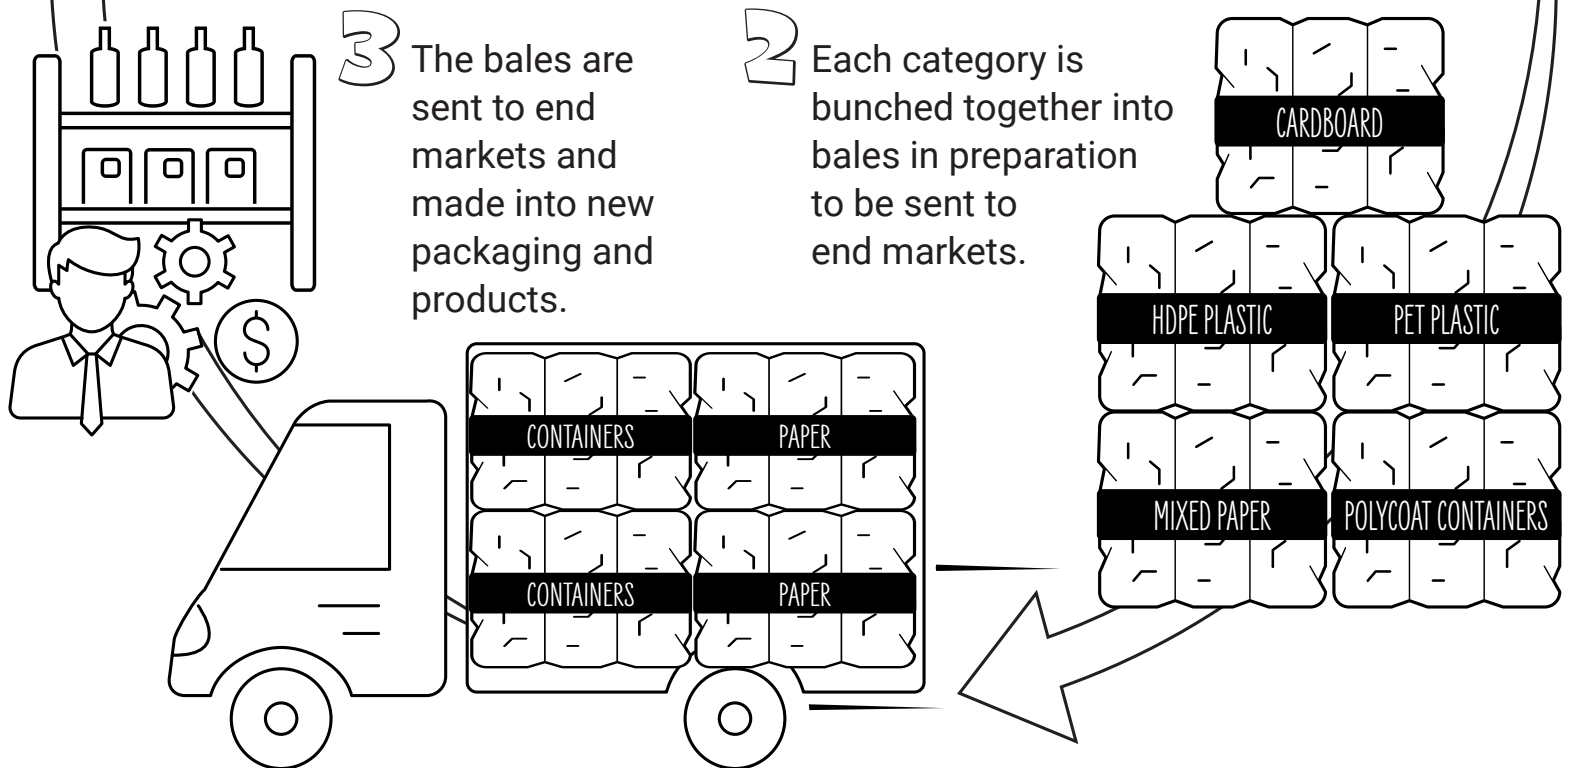 3
The bales are
sent to end
markets and
made into new
packaging and
products.
2
Each category is
bunched together into
bales in preparation
to be sent to
end markets.
CARDBOARD
HDPE PLASTIC
PET PLASTIC
MIXED PAPER
POLYCOAT CONTAINERS
$
CONTAINERS
PAPER
CONTAINERS
PAPER